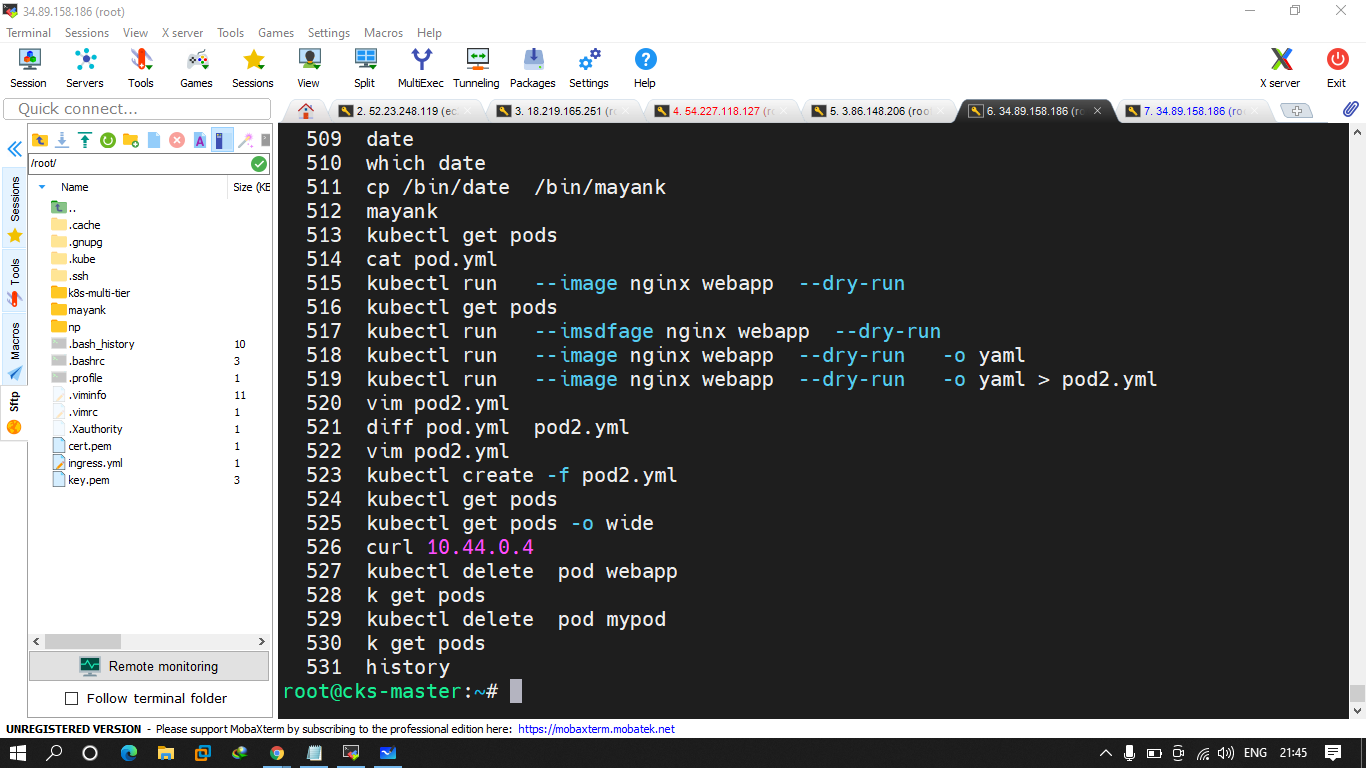 34.89.158.186 (root)
Terminal Sessions View X server Tools Games Settings Macros Help
Session Servers Tools Games Sessions View Split MultiExec Tunneling Packages Settings Help X server Exit
Quick connect...
2. 52.23.248.119 (ec 3. 18.219.165.251 (ro 4. 54.227.118.127 (ro 5. 3.86.148.206 (root 6. 34.89.158.186 (ro 7. 34.89.158.186 (roo
/root/
Name Size (KB
..
.cache
.gnupg
.kube
.ssh
k8s-multi-tier
mayank
np
.bash_history 10
.bashrc 3
.profile 1
.viminfo 11
.vimrc 1
.Xauthority 1
cert.pem 1
ingress.yml 1
key.pem 3
Sessions
Tools
Macros
Sftp
Remote monitoring
Follow terminal folder
509 date
510 which date
511 cp /bin/date /bin/mayank
512 mayank
513 kubectl get pods
514 cat pod.yml
515 kubectl run --image nginx webapp --dry-run
516 kubectl get pods
517 kubectl run --imsdfage nginx webapp --dry-run
518 kubectl run --image nginx webapp --dry-run -o yaml
519 kubectl run --image nginx webapp --dry-run -o yaml > pod2.yml
520 vim pod2.yml
521 diff pod.yml pod2.yml
522 vim pod2.yml
523 kubectl create -f pod2.yml
524 kubectl get pods
525 kubectl get pods -o wide
526 curl 10.44.0.4
527 kubectl delete pod webapp
528 k get pods
529 kubectl delete pod mypod
530 k get pods
531 history
root@cks-master:~#
UNREGISTERED VERSION - Please support MobaXterm by subscribing to the professional edition here: https://mobaxterm.mobatek.net
ENG 21:45